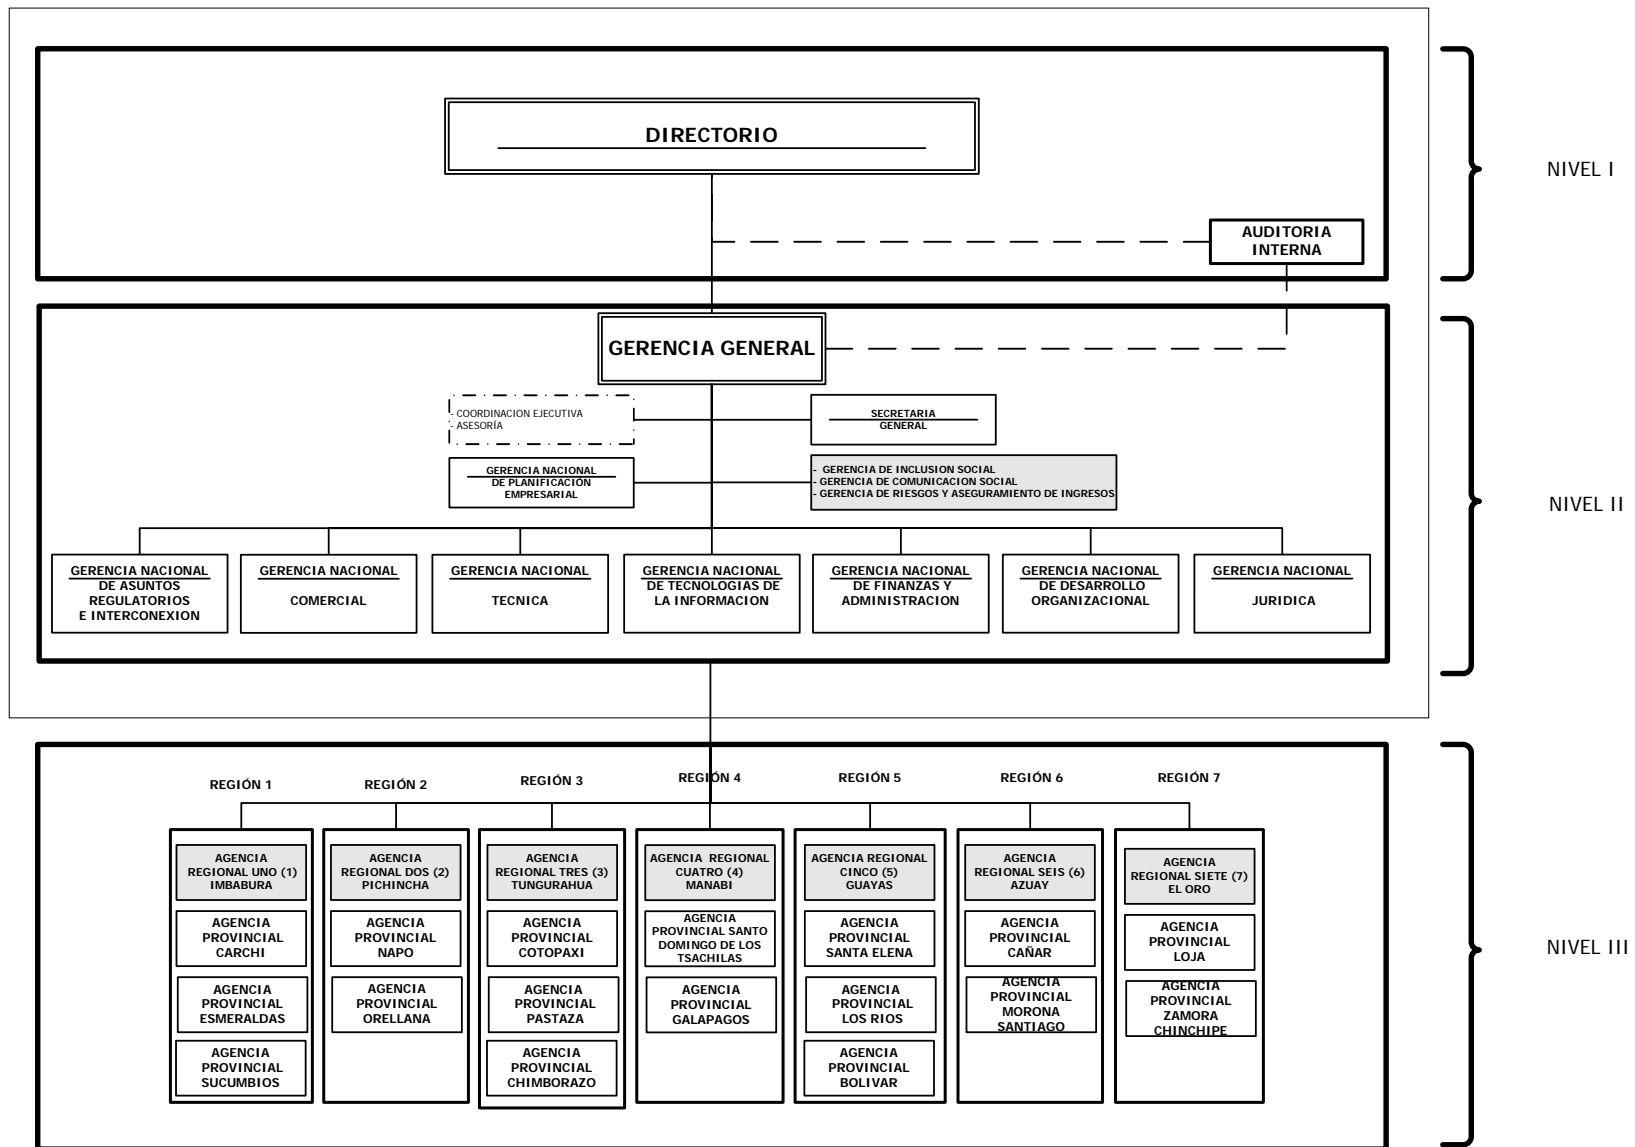 DIRECTORIO
NIVEL I
AUDITORIA
INTERNA
GERENCIA GENERAL
- COORDINACION EJECUTIVA
- ASESORÍA
SECRETARIA
GENERAL
GERENCIA NACIONAL
DE PLANIFICACIÓN
EMPRESARIAL
- GERENCIA DE INCLUSION SOCIAL
- GERENCIA DE COMUNICACION SOCIAL
- GERENCIA DE RIESGOS Y ASEGURAMIENTO DE INGRESOS
NIVEL II
GERENCIA NACIONAL
DE ASUNTOS
REGULATORIOS
E INTERCONEXION
GERENCIA NACIONAL
COMERCIAL
GERENCIA NACIONAL
TECNICA
GERENCIA NACIONAL
DE TECNOLOGIAS DE
LA INFORMACION
GERENCIA NACIONAL
DE FINANZAS Y
ADMINISTRACION
GERENCIA NACIONAL
DE DESARROLLO
ORGANIZACIONAL
GERENCIA NACIONAL
JURIDICA
REGIÓN 1
REGIÓN 2
REGIÓN 3
REGIÓN 4
REGIÓN 5
REGIÓN 6
REGIÓN 7
AGENCIA
REGIONAL UNO (1)
IMBABURA
AGENCIA
PROVINCIAL
CARCHI
AGENCIA
PROVINCIAL
ESMERALDAS
AGENCIA
PROVINCIAL
SUCUMBIOS
AGENCIA
REGIONAL DOS (2)
PICHINCHA
AGENCIA
PROVINCIAL
NAPO
AGENCIA
PROVINCIAL
ORELLANA
AGENCIA
REGIONAL TRES (3)
TUNGURAHUA
AGENCIA
PROVINCIAL
COTOPAXI
AGENCIA
PROVINCIAL
PASTAZA
AGENCIA
PROVINCIAL
CHIMBORAZO
AGENCIA REGIONAL
CUATRO (4)
MANABI
AGENCIA
PROVINCIAL SANTO
DOMINGO DE LOS
TSACHILAS
AGENCIA
PROVINCIAL
GALAPAGOS
AGENCIA REGIONAL
CINCO (5)
GUAYAS
AGENCIA
PROVINCIAL
SANTA ELENA
AGENCIA
PROVINCIAL
LOS RIOS
AGENCIA
PROVINCIAL
BOLIVAR
AGENCIA
REGIONAL SEIS (6)
AZUAY
AGENCIA
PROVINCIAL
CAÑAR
AGENCIA
PROVINCIAL
MORONA
SANTIAGO
AGENCIA
REGIONAL SIETE (7)
EL ORO
AGENCIA
PROVINCIAL
LOJA
AGENCIA
PROVINCIAL
ZAMORA
CHINCHIPE
NIVEL III